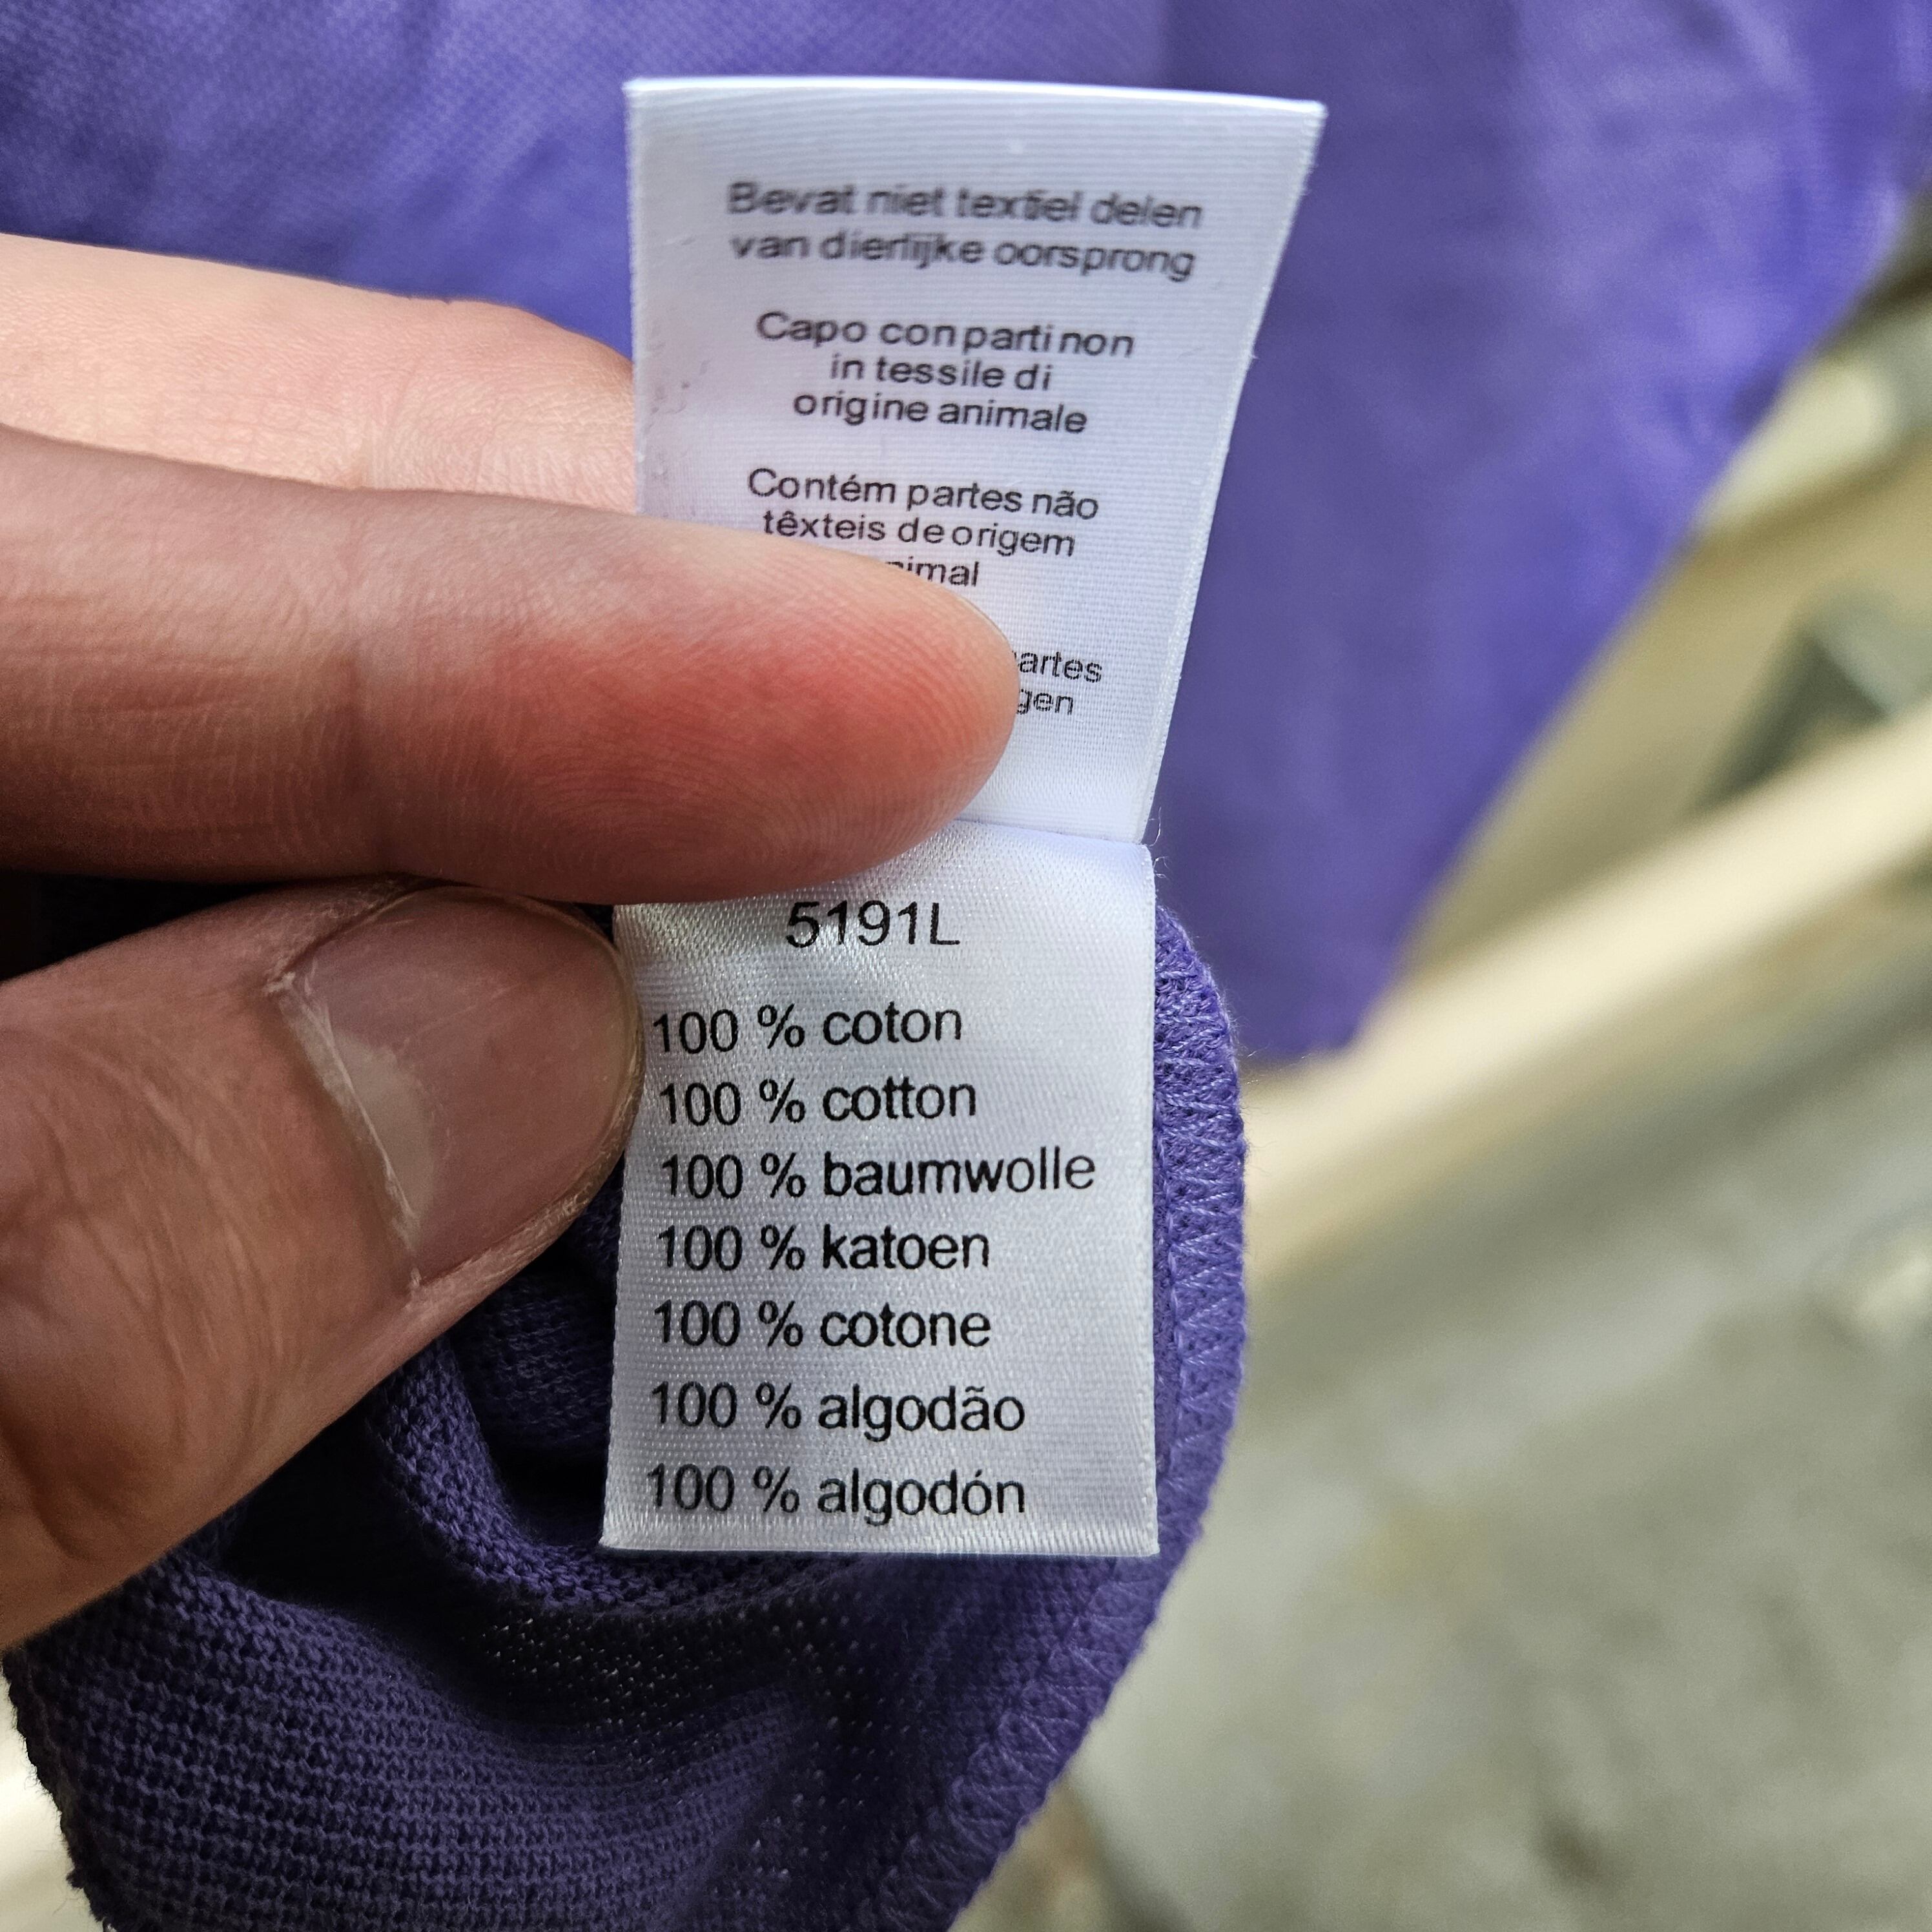 Bevat niet textiel delen
van dierlijke oorsprong
Capo con parti non
in tessile di
origine animale
Contém partes não
têxteis de origem
5191L
100 % coton
100 % cotton
100 % baumwolle
100 % katoen
100 % cotone
100 % algodão
100 % algodón